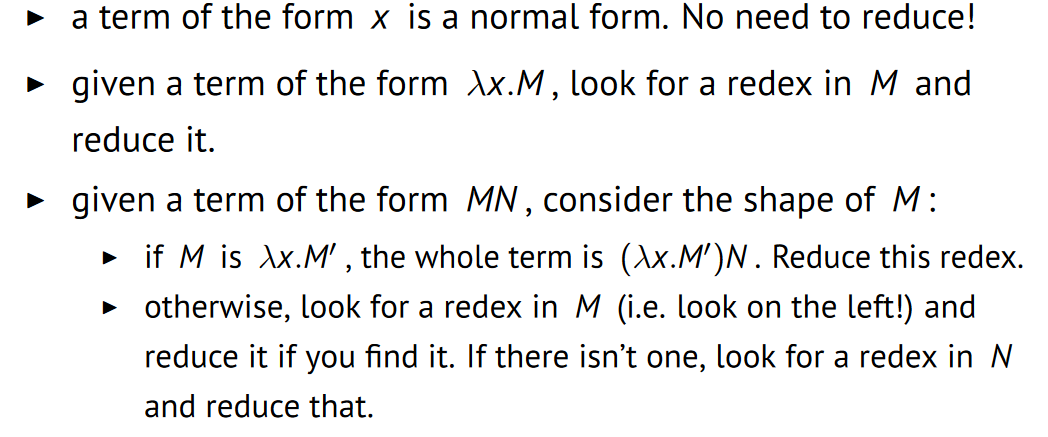 ▶ a term of the form x is a normal form. No need to reduce!
▶ given a term of the form λx.M, look for a redex in M and
reduce it.
▶ given a term of the form MN, consider the shape of M:
▶ if M is λx.M′, the whole term is (λx.M′)N. Reduce this redex.
▶ otherwise, look for a redex in M (i.e. look on the left!) and
reduce it if you find it. If there isn’t one, look for a redex in N
and reduce that.